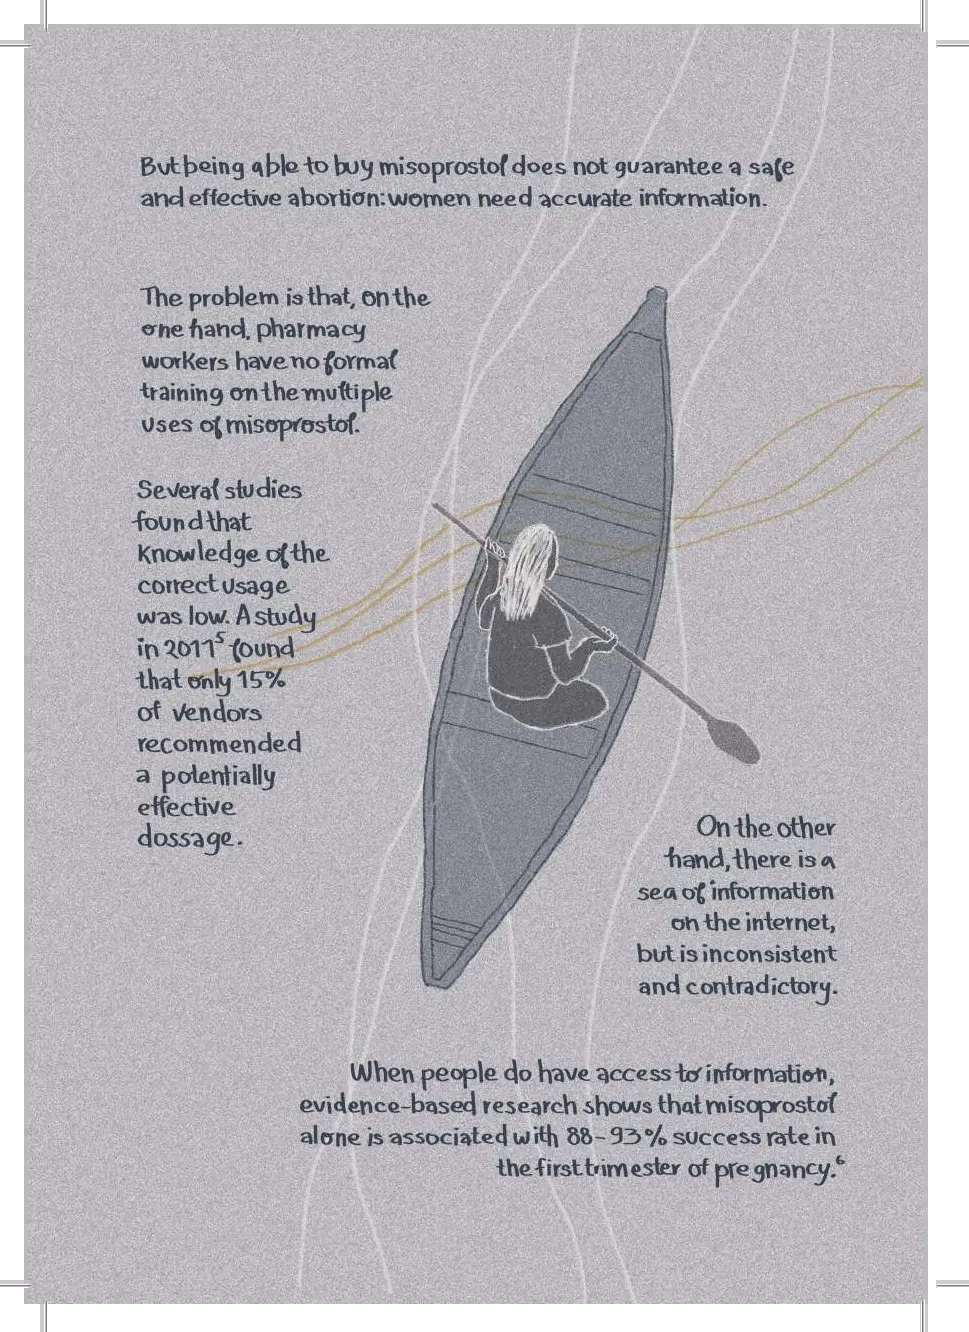 But being able to buy misoprostol does not guarantee a safe
and effective abortion: women need accurate information.
The problem is that, on the
one hand, pharmacy
workers have no formal
training on the multiple
uses of misoprostol.
Several studies
found that
knowledge of the
correct usage
was low. A study
in 2011⁵ found
that only 15%
of vendors
recommended
a potentially
effective
dossage.
On the other
hand, there is a
sea of information
on the internet,
but is inconsistent
and contradictory.
When people do have access to information,
evidence-based research shows that misoprostol
alone is associated with 88-93% success rate in
the first trimester of pregnancy.⁶